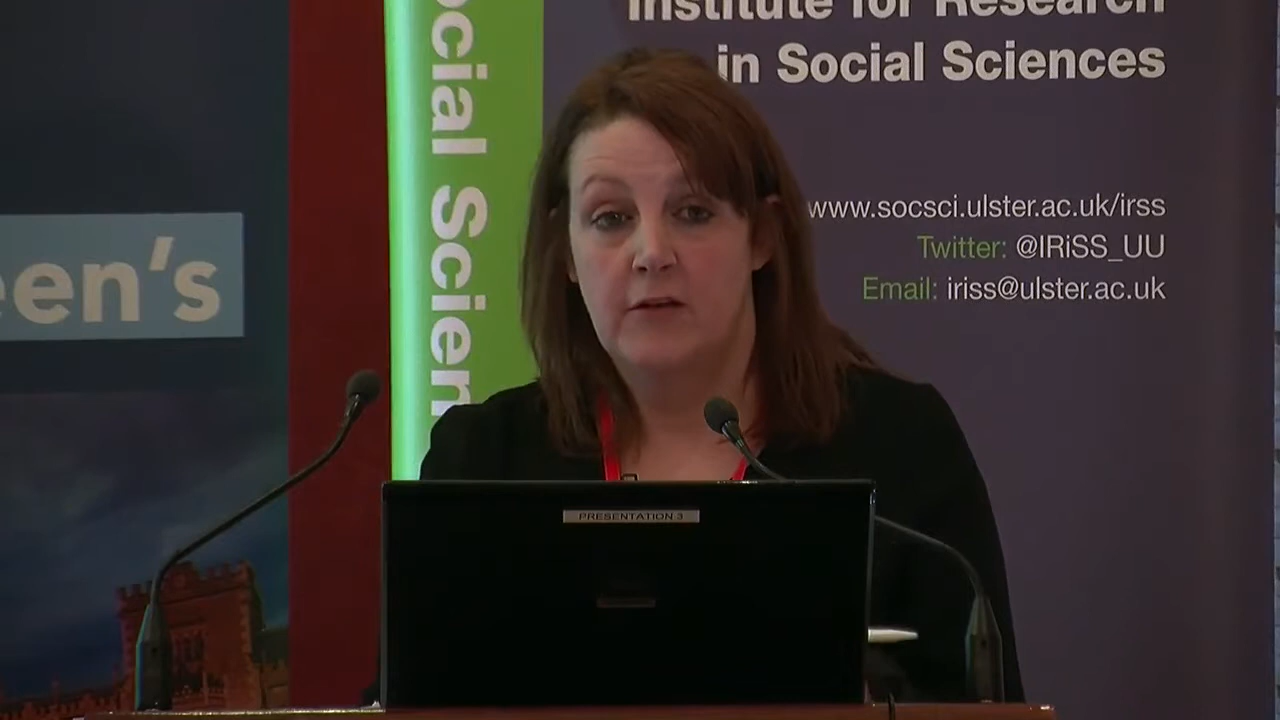 Institute for Research
in Social Sciences
www.socsci.ulster.ac.uk/irss
Twitter: @IRiSS_UU
Email: iriss@ulster.ac.uk
een's
PRESENTATION 3
ocial Scien